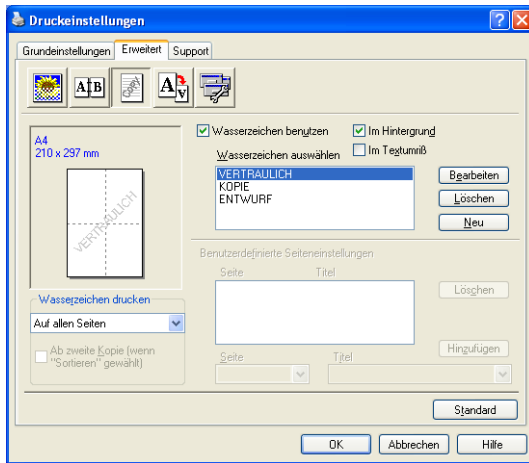 Druckeinstellungen
Grundeinstellungen Erweitert Support
A B
COPY
A A
A4
210 x 297 mm
VERTRAULICH
Wasserzeichen drucken
Auf allen Seiten
Ab zweite Kopie (wenn
"Sortieren" gewählt)
Wasserzeichen benutzen
Im Hintergrund
Im Textumriß
Wasserzeichen auswählen
VERTRAULICH
KOPIE
ENTWURF
Bearbeiten
Löschen
Neu
Benutzerdefinierte Seiteneinstellungen
Seite Titel
Löschen
Hinzufügen
Seite Titel
Standard
OK Abbrechen Hilfe